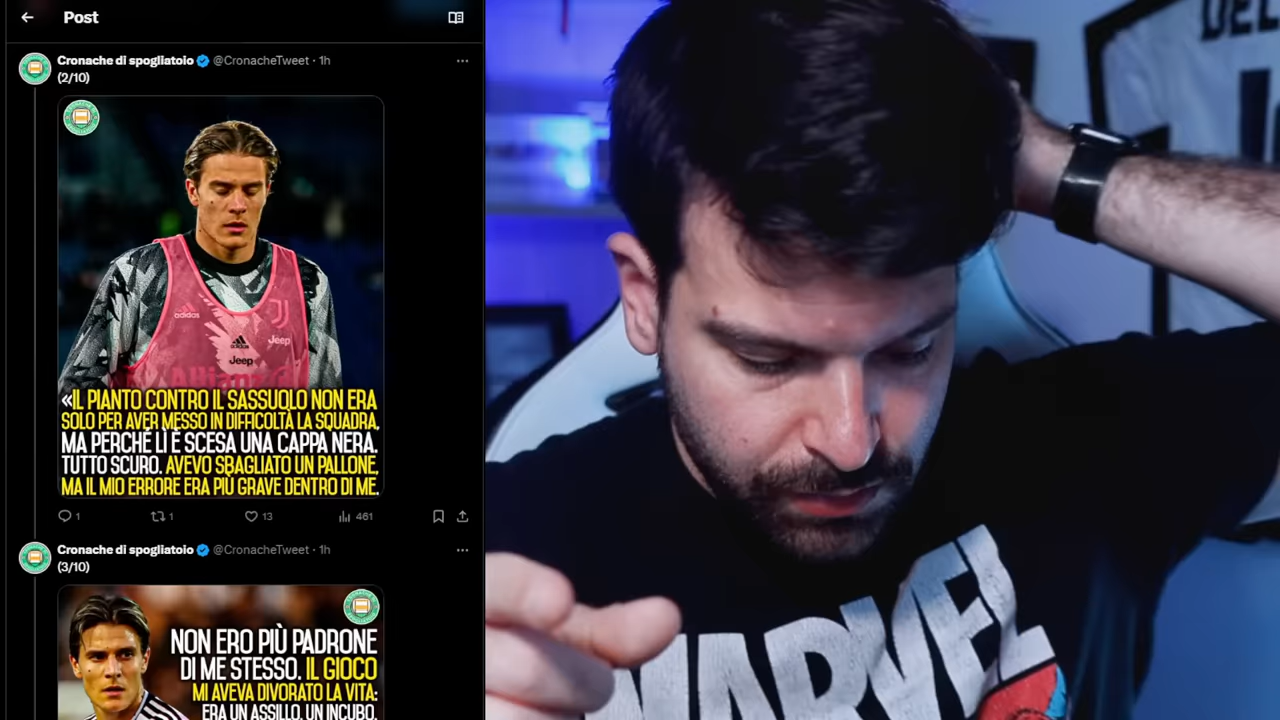 Post
Cronache di spogliatoio @CronacheTweet · 1h
(2/10)
adidas
Jeep
Jeep
«IL PIANTO CONTRO IL SASSUOLO NON ERA
SOLO PER AVER MESSO IN DIFFICOLTÀ LA SQUADRA,
MA PERCHÉ LÌ È SCESA UNA CAPPA NERA.
TUTTO SCURO. AVEVO SBAGLIATO UN PALLONE,
MA IL MIO ERRORE ERA PIÙ GRAVE DENTRO DI ME.
1
1
13
461
Cronache di spogliatoio @CronacheTweet · 1h
(3/10)
NON ERO PIÙ PADRONE
DI ME STESSO. IL GIOCO
MI AVEVA DIVORATO LA VITA:
ERA UN ASSILLO, UN INCUBO.
DEL
MARVEL